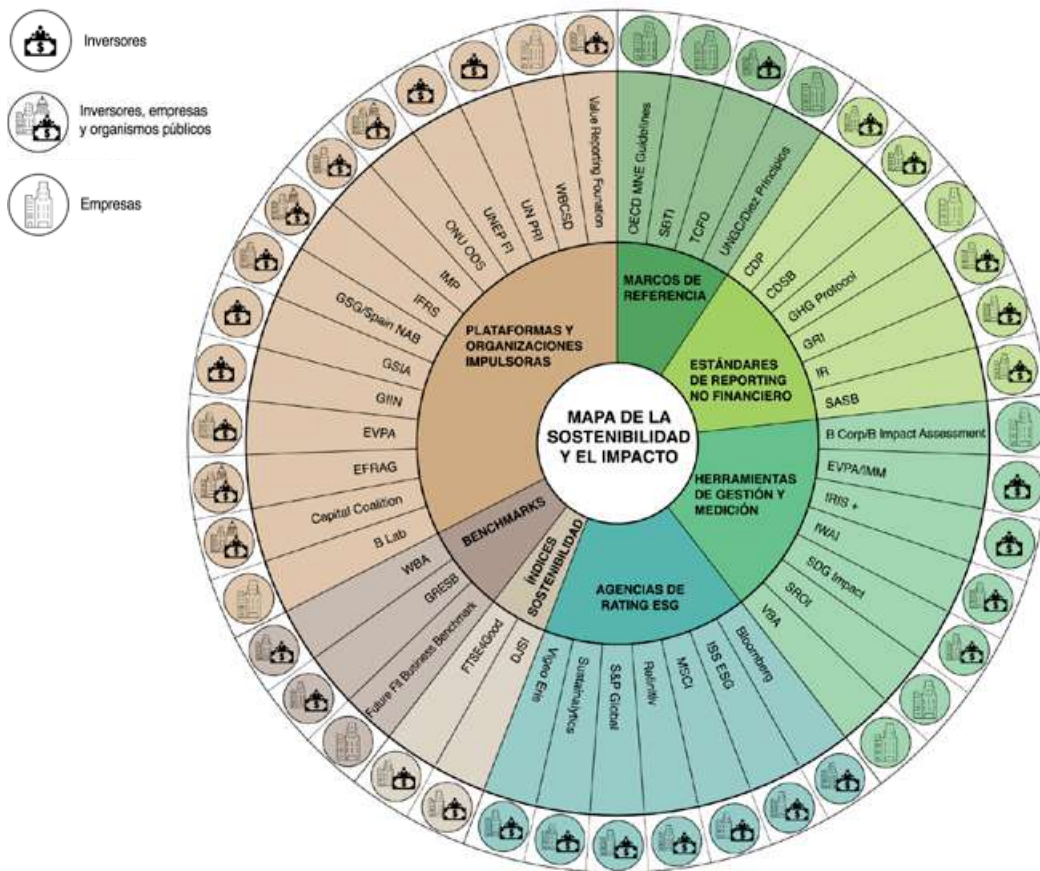 Inversores
Inversores, empresas
y organismos públicos
Empresas
MAPA DE LA
SOSTENIBILIDAD
Y EL IMPACTO
MARCOS DE
REFERENCIA
OECD MNE Guidelines
SBTI
TCFD
UNGC/Diez Principios
ESTÁNDARES
DE REPORTING
NO FINANCIERO
CDP
CDSB
GHG Protocol
GRI
IR
SASB
HERRAMIENTAS
DE GESTIÓN Y
MEDICIÓN
B Corp/B Impact Assessment
EVPA/IMM
IRIS +
IWAI
SDG Impact
SROI
VBA
AGENCIAS DE
RATING ESG
Bloomberg
ISS ESG
MSCI
Refinitiv
S&P Global
Sustainalytics
Vigeo Eris
ÍNDICES
SOSTENIBILIDAD
DJSI
FTSE4Good
BENCHMARKS
Future Fit Business Benchmark
GRESB
WBA
PLATAFORMAS Y
ORGANIZACIONES
IMPULSORAS
B Lab
Capital Coalition
EFRAG
EVPA
GIIN
GSIA
GSG/Spain NAB
IFRS
IMP
ONU ODS
UNEP FI
UN PRI
WBCSD
Value Reporting Founation